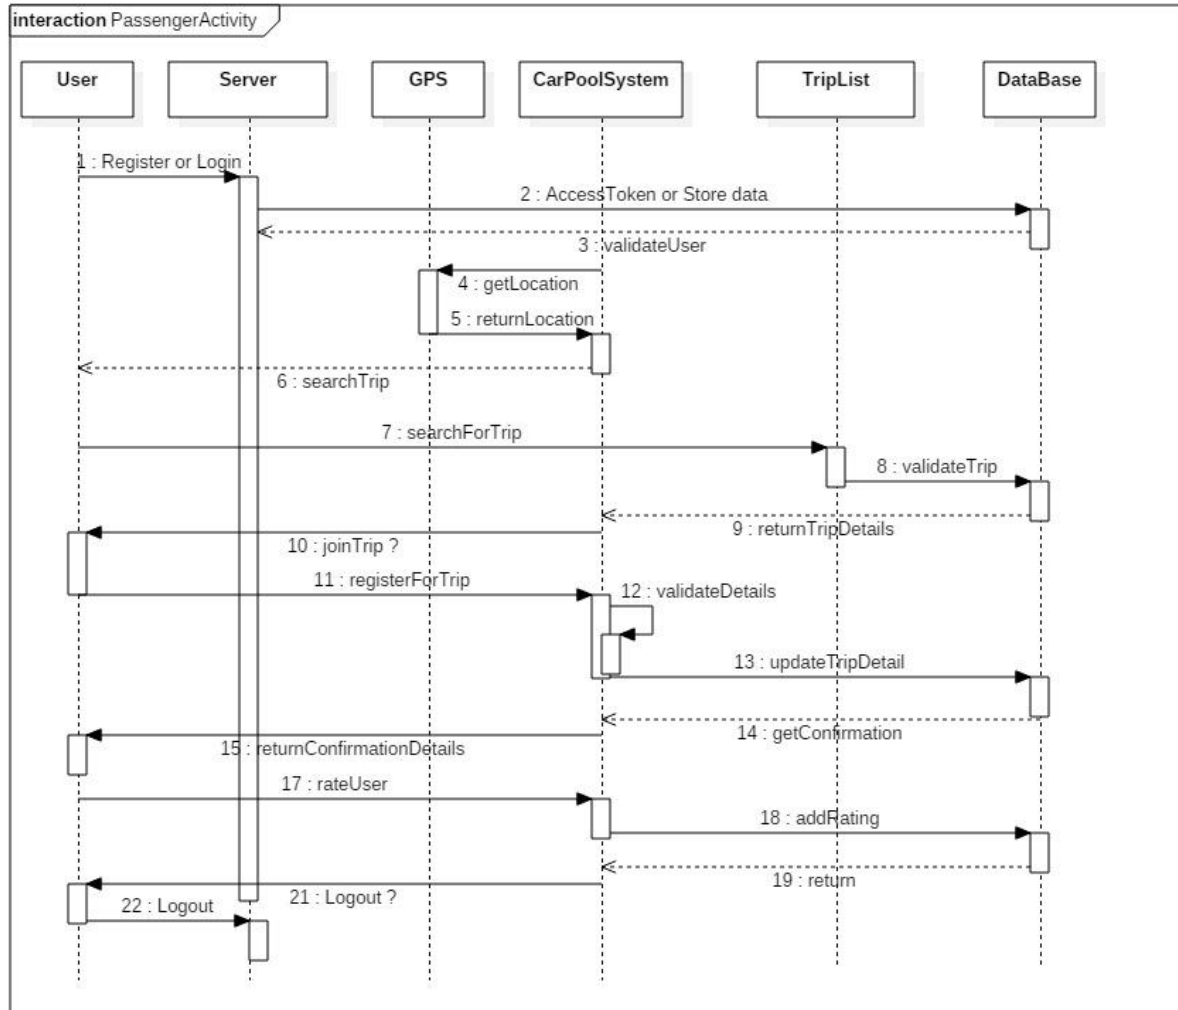 interaction PassengerActivity
User
Server
GPS
CarPoolSystem
TripList
DataBase
1 : Register or Login
2 : AccessToken or Store data
3 : validateUser
4 : getLocation
5 : returnLocation
6 : searchTrip
7 : searchForTrip
8 : validateTrip
9 : returnTripDetails
10 : joinTrip ?
11 : registerForTrip
12 : validateDetails
13 : updateTripDetail
14 : getConfirmation
15 : returnConfirmationDetails
17 : rateUser
18 : addRating
19 : return
21 : Logout ?
22 : Logout